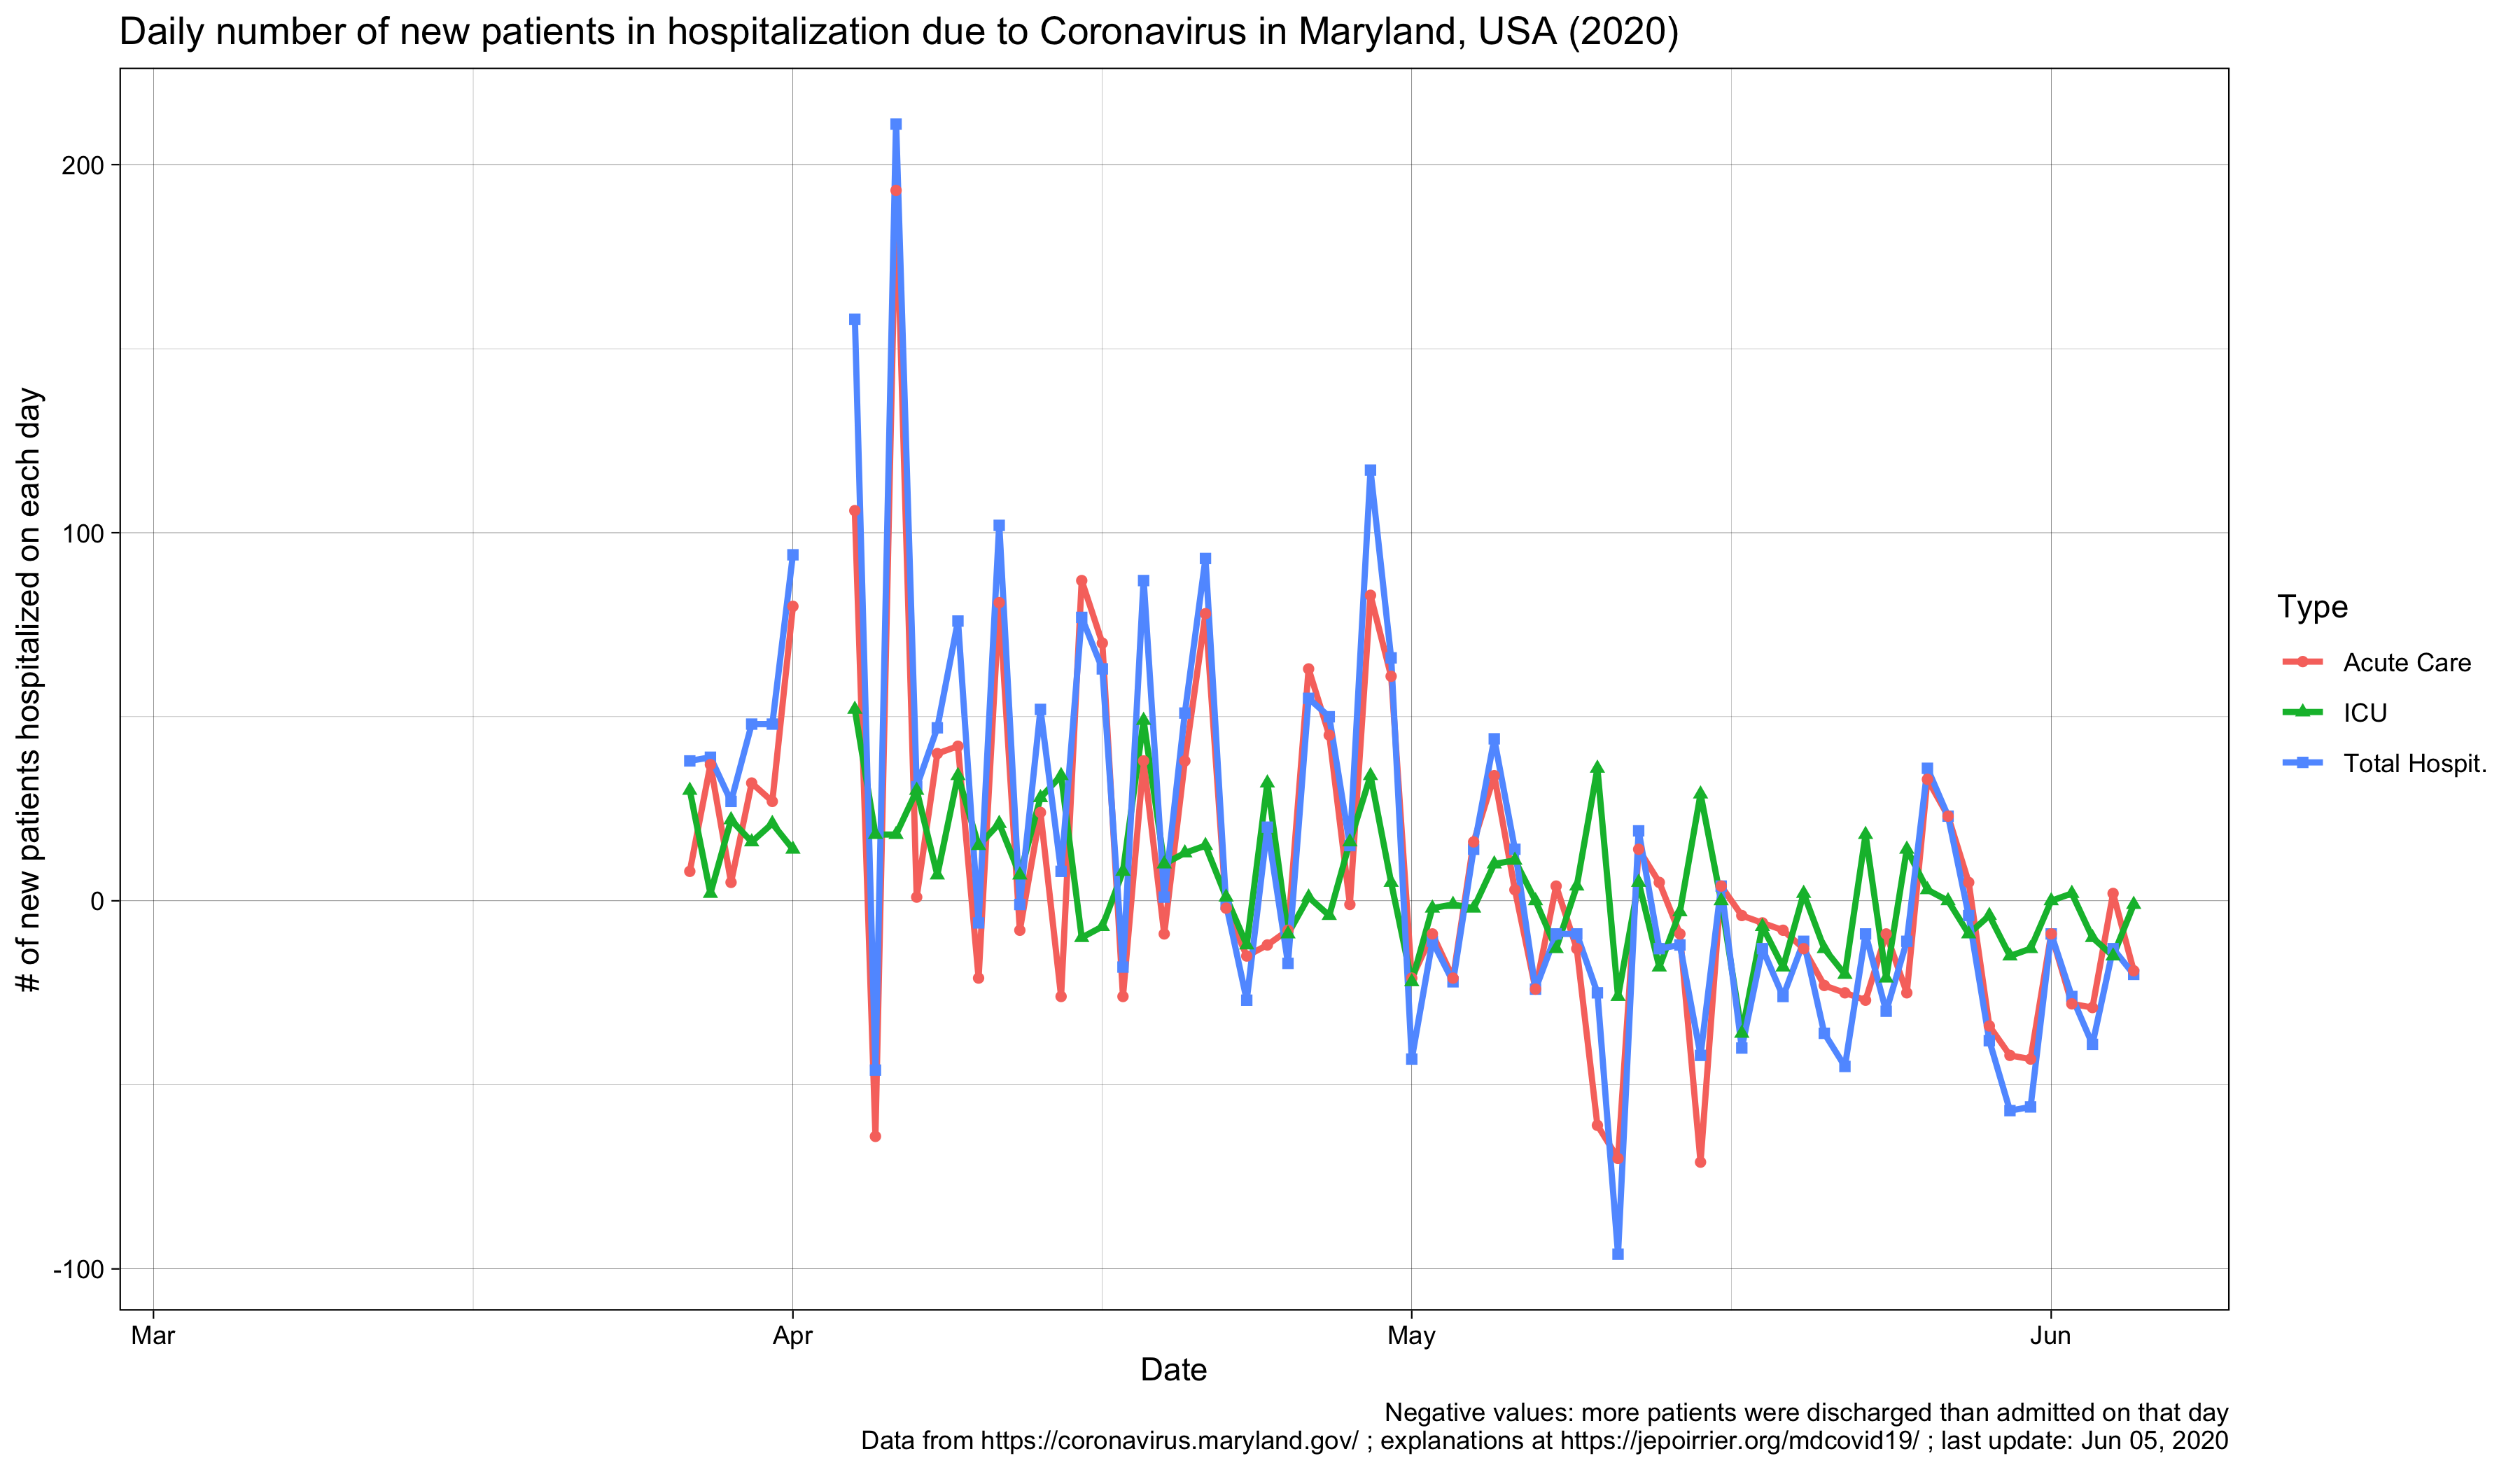 Daily number of new patients in hospitalization due to Coronavirus in Maryland, USA (2020)
# of new patients hospitalized on each day
200
100
0
-100
Mar
Apr
May
Jun
Date
Type
Acute Care
ICU
Total Hospit.
Negative values: more patients were discharged than admitted on that day
Data from https://coronavirus.maryland.gov/ ; explanations at https://jepoirrier.org/mdcovid19/ ; last update: Jun 05, 2020